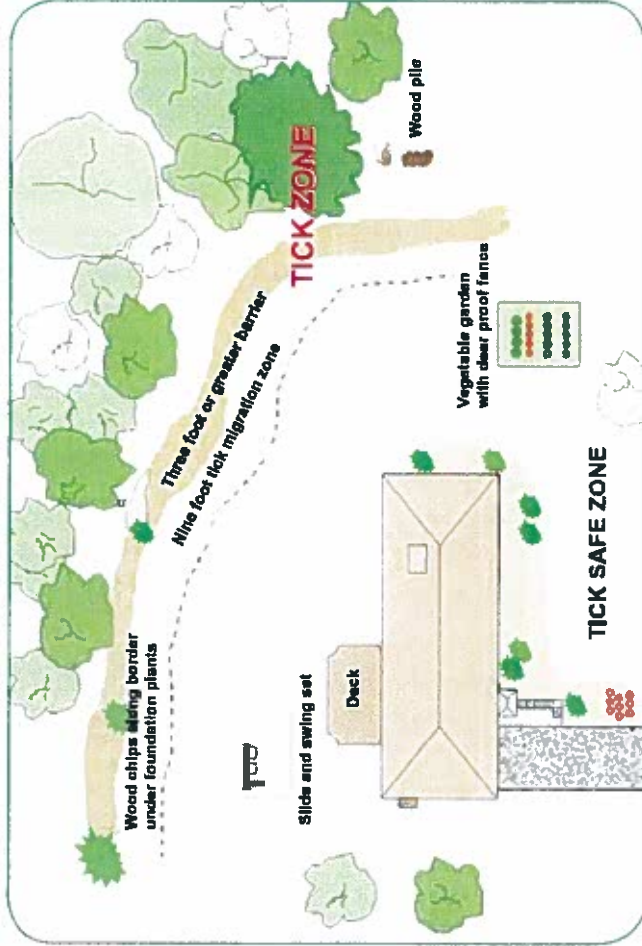 TICK ZONE
Wood pile
Three foot or greater barrier
Nine foot tick migration zone
Wood chips along border
under foundation plants
Vegetable garden
with deer proof fence
Slide and swing set
Deck
TICK SAFE ZONE